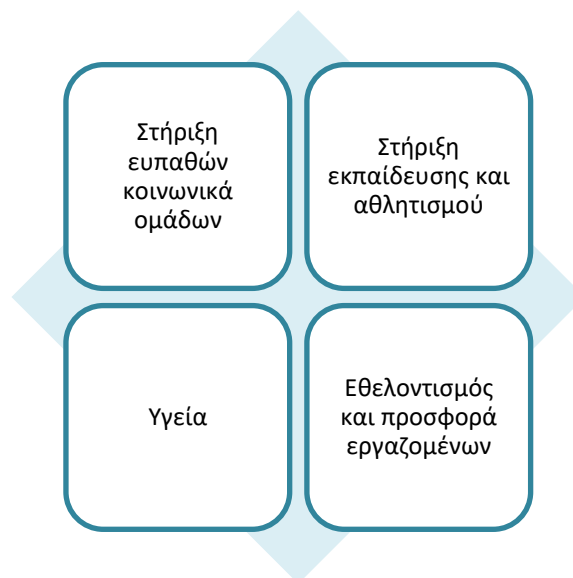 Στήριξη
ευπαθών
κοινωνικά
ομάδων
Στήριξη
εκπαίδευσης και
αθλητισμού
Υγεία
Εθελοντισμός
και προσφορά
εργαζομένων